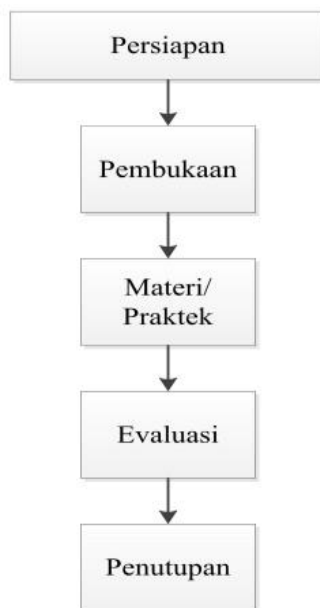 Persiapan
Pembukaan
Materi/
Praktek
Evaluasi
Penutupan